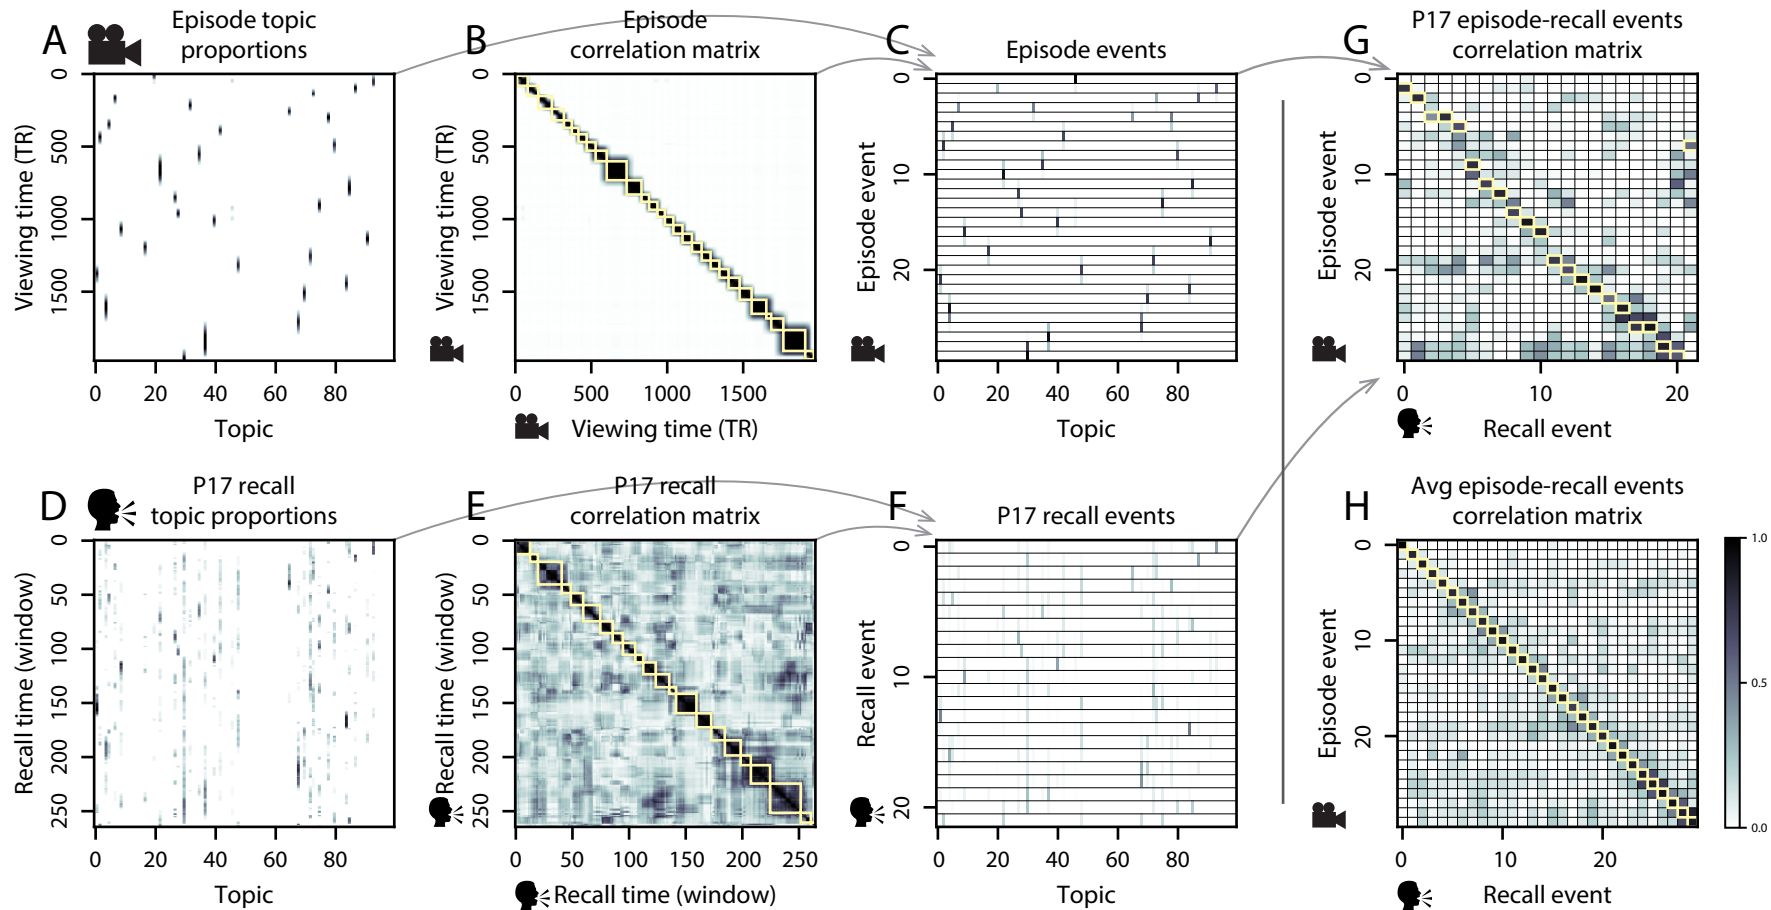 A
Episode topic
proportions
0
500
1000
1500
Viewing time (TR)
0 20 40 60 80
Topic
B
Episode
correlation matrix
0
500
1000
1500
Viewing time (TR)
0 500 1000 1500
Viewing time (TR)
C
Episode events
0
10
20
Episode event
0 20 40 60 80
Topic
G
P17 episode-recall events
correlation matrix
0
10
20
Episode event
0 10 20
Recall event
D
P17 recall
topic proportions
0
50
100
150
200
250
Recall time (window)
0 20 40 60 80
Topic
E
P17 recall
correlation matrix
0
50
100
150
200
250
Recall time (window)
0 50 100 150 200 250
Recall time (window)
F
P17 recall events
0
10
20
Recall event
0 20 40 60 80
Topic
H
Avg episode-recall events
correlation matrix
0
10
20
Episode event
0 10 20
Recall event
1.0
0.5
0.0